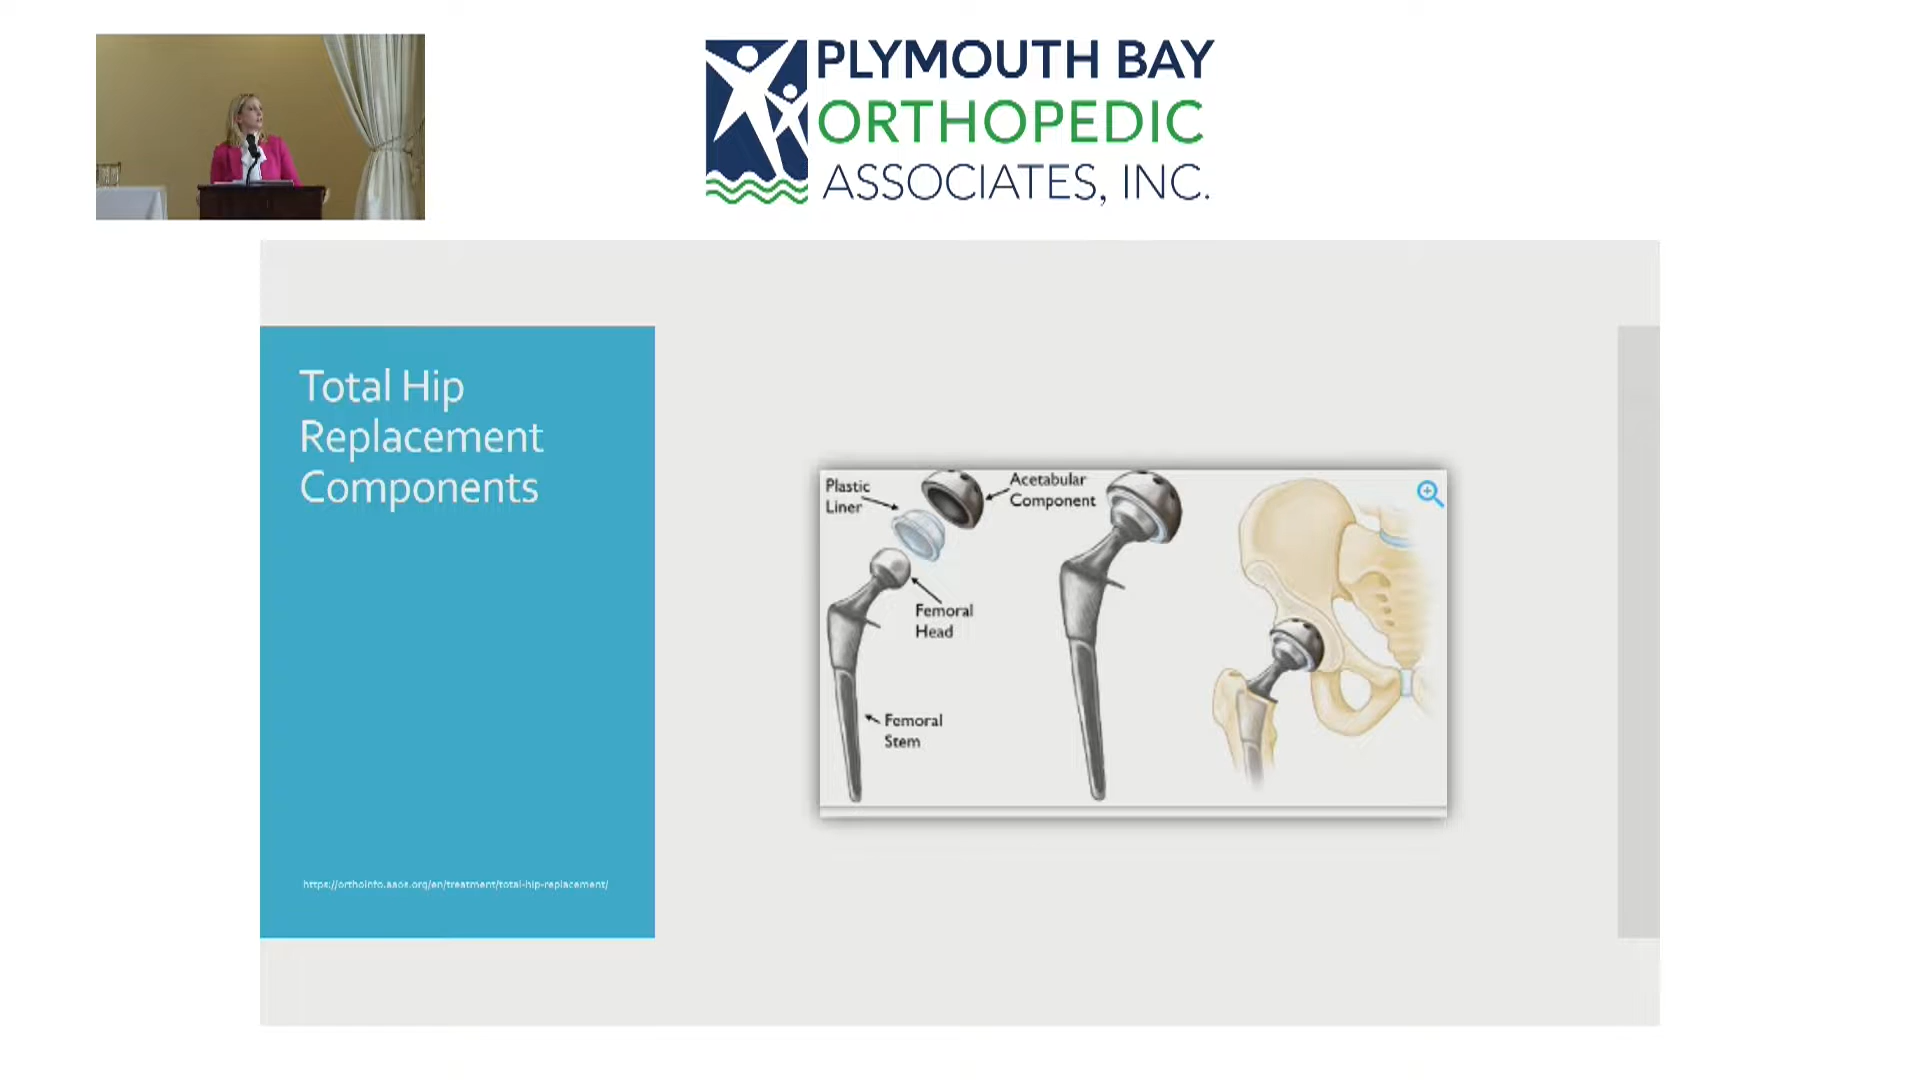 PLYMOUTH BAY
ORTHOPEDIC
ASSOCIATES, INC.
Total Hip
Replacement
Components
https://orthoinfo.aaos.org/en/treatment/total-hip-replacement/
Plastic
Liner
Acetabular
Component
Femoral
Head
Femoral
Stem